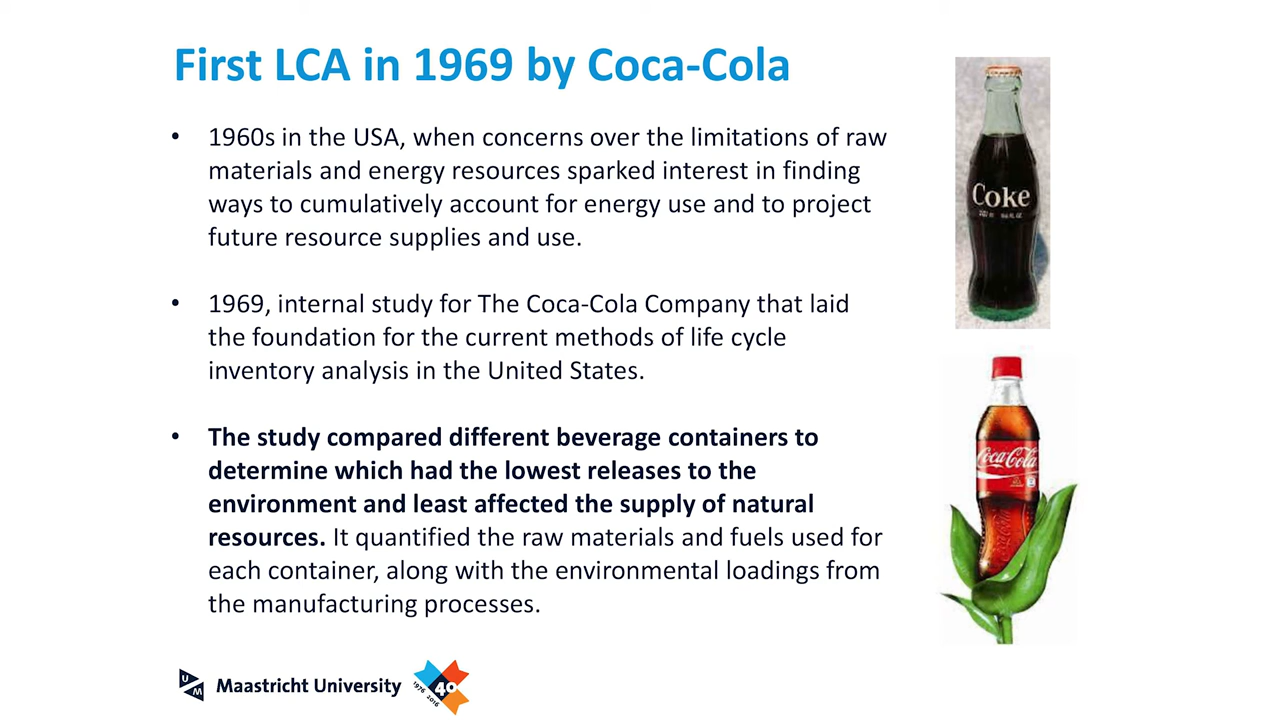 First LCA in 1969 by Coca-Cola
• 1960s in the USA, when concerns over the limitations of raw
materials and energy resources sparked interest in finding
ways to cumulatively account for energy use and to project
future resource supplies and use.
• 1969, internal study for The Coca-Cola Company that laid
the foundation for the current methods of life cycle
inventory analysis in the United States.
• The study compared different beverage containers to
determine which had the lowest releases to the
environment and least affected the supply of natural
resources. It quantified the raw materials and fuels used for
each container, along with the environmental loadings from
the manufacturing processes.
Coke
Coca-Cola
UM
Maastricht University
40
1976 2016